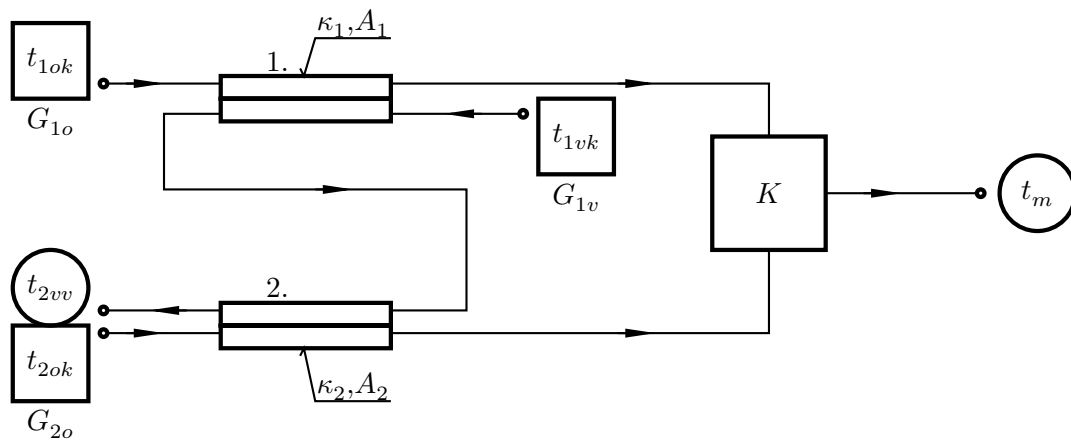 κ₁,A₁
t₁ₒₖ
1.
G₁ₒ
t₁ᵥₖ
G₁ᵥ
K
tₘ
t₂ᵥᵥ
2.
t₂ₒₖ
κ₂,A₂
G₂ₒ